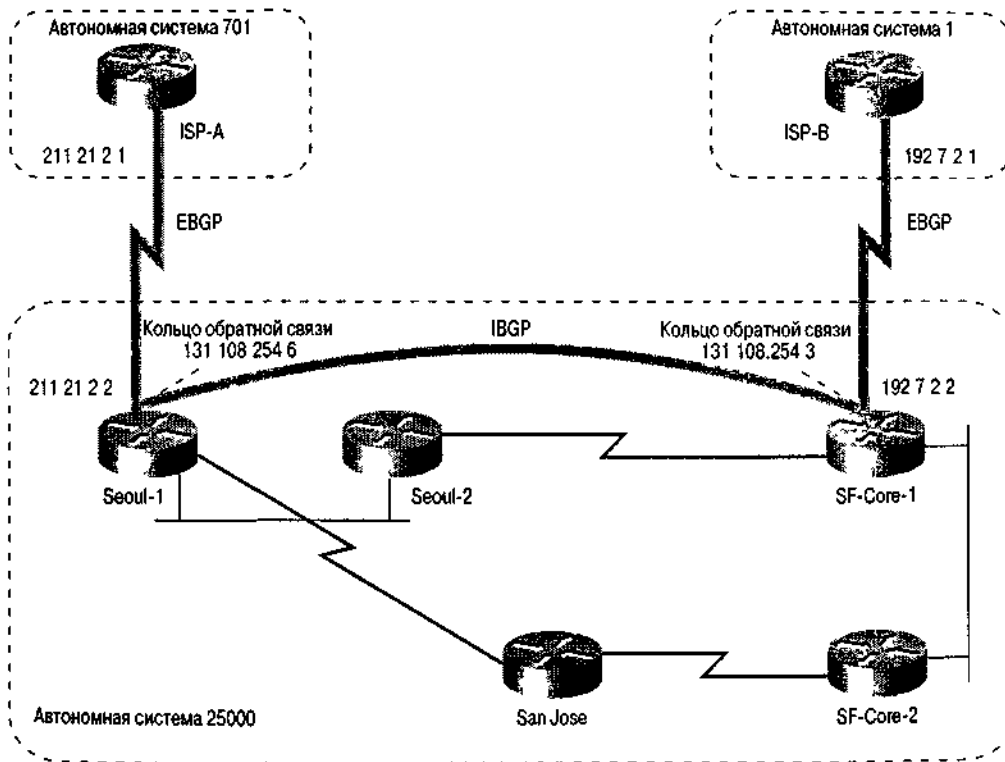 Автономная система 701
Автономная система 1
ISP-A
ISP-B
211 21 2 1
192 7 2 1
EBGP
EBGP
Кольцо обратной связи
131 108 254 6
IBGP
Кольцо обратной связи
131 108.254 3
211 21 2 2
192 7 2 2
Seoul-1
Seoul-2
SF-Core-1
Автономная система 25000
San Jose
SF-Core-2